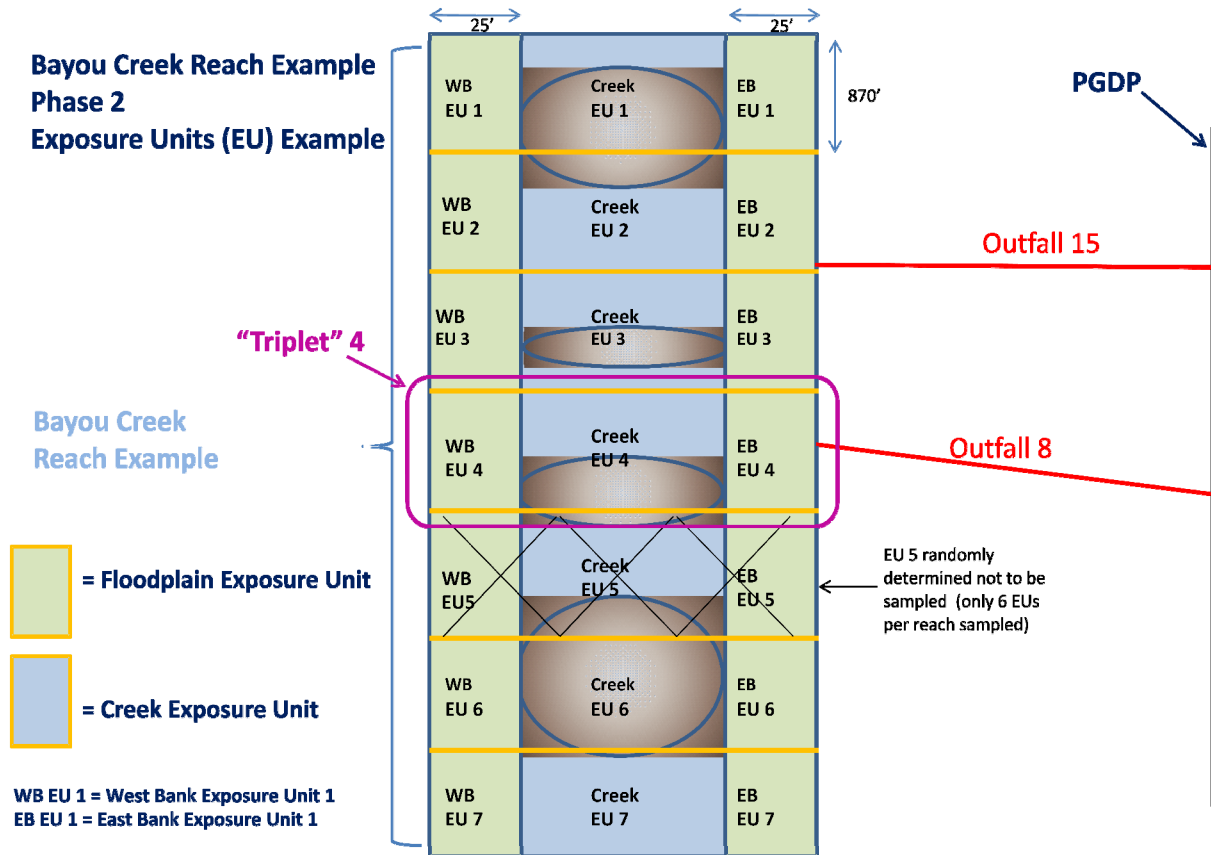 25’
25’
Bayou Creek Reach Example
Phase 2
Exposure Units (EU) Example
WB
EU 1
Creek
EU 1
EB
EU 1
870’
PGDP
WB
EU 2
Creek
EU 2
EB
EU 2
Outfall 15
WB
EU 3
Creek
EU 3
EB
EU 3
“Triplet” 4
Bayou Creek
Reach Example
WB
EU 4
Creek
EU 4
EB
EU 4
Outfall 8
= Floodplain Exposure Unit
WB
EU5
Creek
EU 5
EB
EU 5
EU 5 randomly
determined not to be
sampled (only 6 EUs
per reach sampled)
= Creek Exposure Unit
WB
EU 6
Creek
EU 6
EB
EU 6
WB EU 1 = West Bank Exposure Unit 1
EB EU 1 = East Bank Exposure Unit 1
WB
EU 7
Creek
EU 7
EB
EU 7